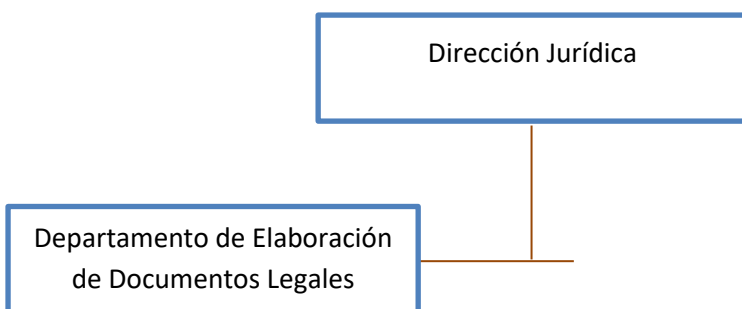 Dirección Jurídica
Departamento de Elaboración
de Documentos Legales